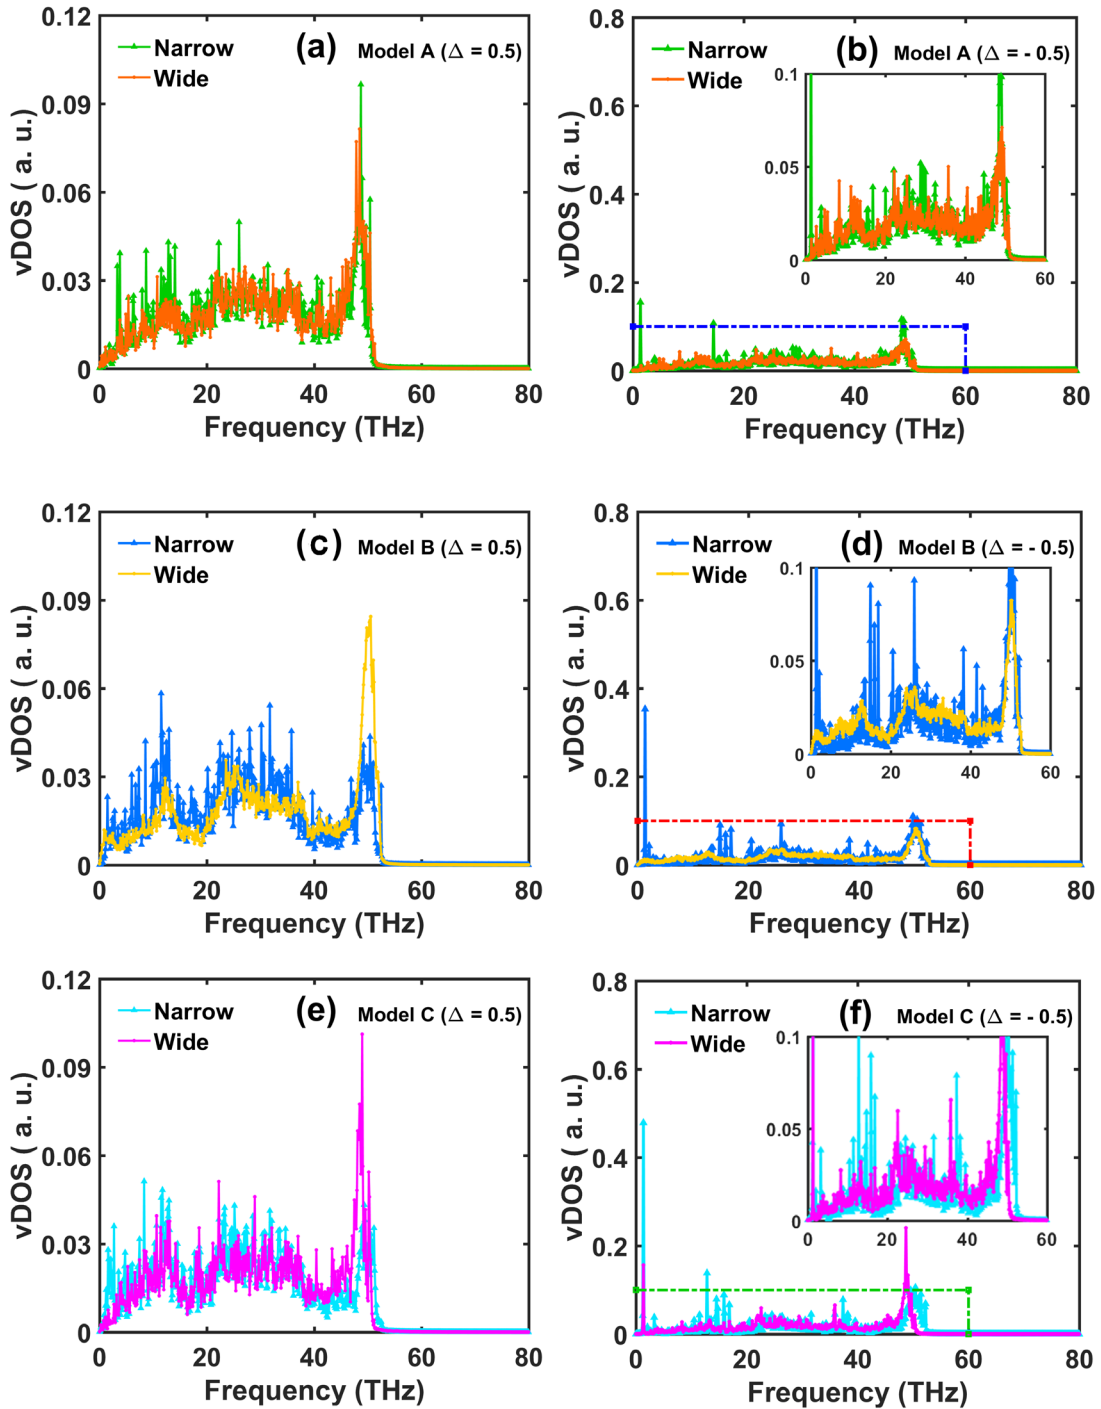 0.12
0.09
0.06
0.03
0
vDOS ( a. u.)
Narrow
Wide
(a)
Model A (Δ = 0.5)
0 20 40 60 80
Frequency (THz)
0.8
0.6
0.4
0.2
0
vDOS ( a. u.)
Narrow
Wide
(b)
Model A (Δ = - 0.5)
0.1
0.05
0
0 20 40 60
0 20 40 60 80
Frequency (THz)
0.12
0.09
0.06
0.03
0
vDOS ( a. u.)
Narrow
Wide
(c)
Model B (Δ = 0.5)
0 20 40 60 80
Frequency (THz)
0.8
0.6
0.4
0.2
0
vDOS ( a. u.)
Narrow
Wide
(d)
Model B (Δ = - 0.5)
0.1
0.05
0
0 20 40 60
0 20 40 60 80
Frequency (THz)
0.12
0.09
0.06
0.03
0
vDOS ( a. u.)
Narrow
Wide
(e)
Model C (Δ = 0.5)
0 20 40 60 80
Frequency (THz)
0.8
0.6
0.4
0.2
0
vDOS ( a. u.)
Narrow
Wide
(f)
Model C (Δ = - 0.5)
0.1
0.05
0
0 20 40 60
0 20 40 60 80
Frequency (THz)